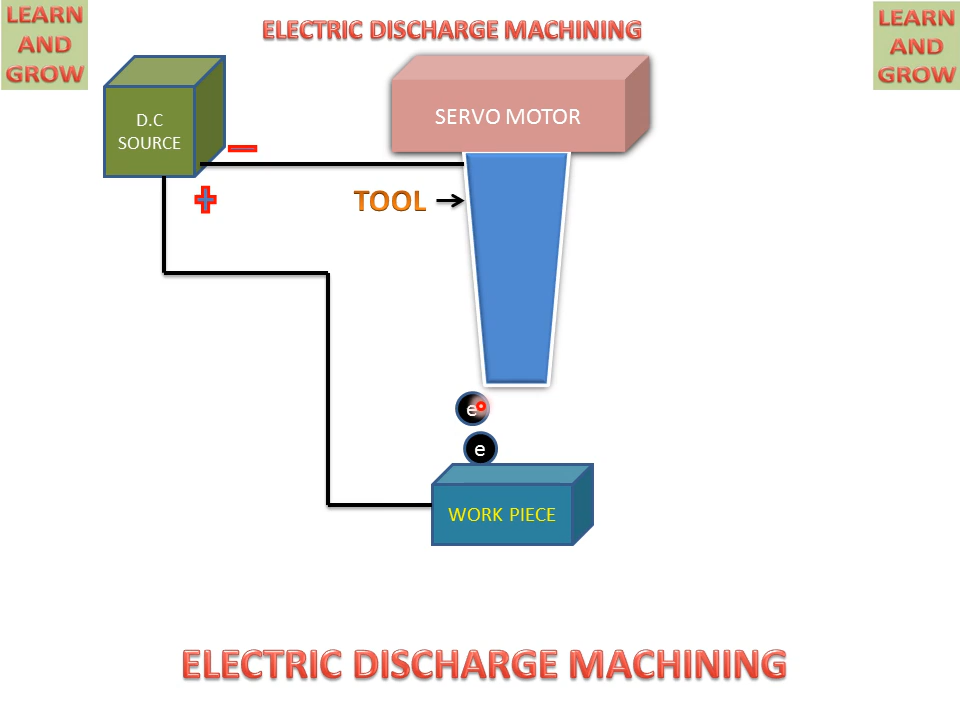 LEARN
AND
GROW
ELECTRIC DISCHARGE MACHINING
LEARN
AND
GROW
D.C
SOURCE
SERVO MOTOR
TOOL
e
e
WORK PIECE
ELECTRIC DISCHARGE MACHINING